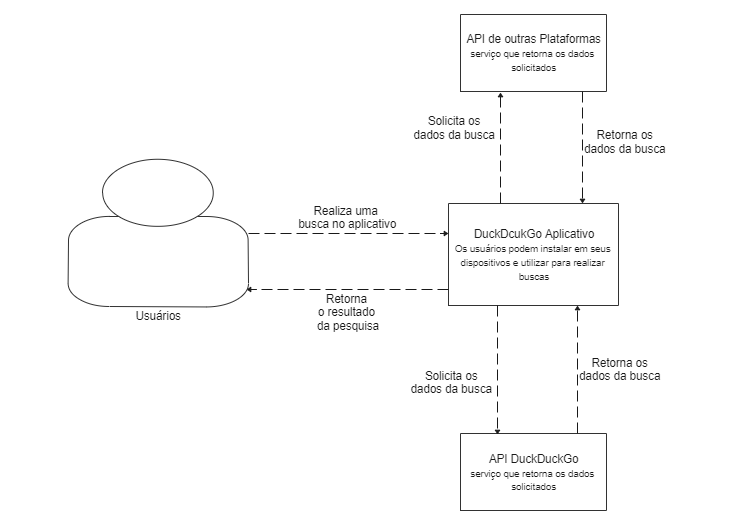 API de outras Plataformas
serviço que retorna os dados
solicitados
Solicita os
dados da busca
Retorna os
dados da busca
Realiza uma
busca no aplicativo
DuckDcukGo Aplicativo
Os usuários podem instalar em seus
dispositivos e utilizar para realizar
buscas
Retorna
o resultado
da pesquisa
Usuários
Solicita os
dados da busca
Retorna os
dados da busca
API DuckDuckGo
serviço que retorna os dados
solicitados